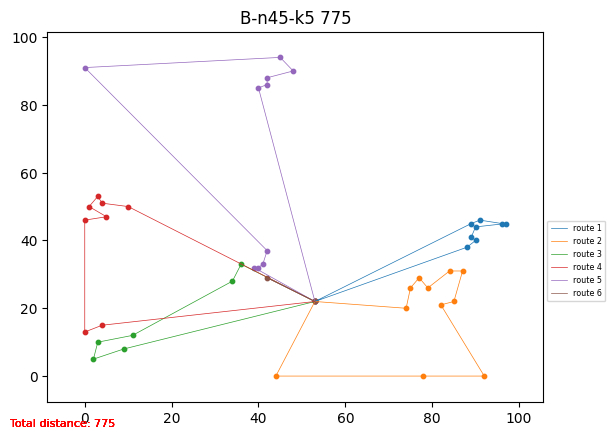 B-n45-k5 775
100
80
60
40
20
0
0 20 40 60 80 100
route 1
route 2
route 3
route 4
route 5
route 6
Total distance: 775